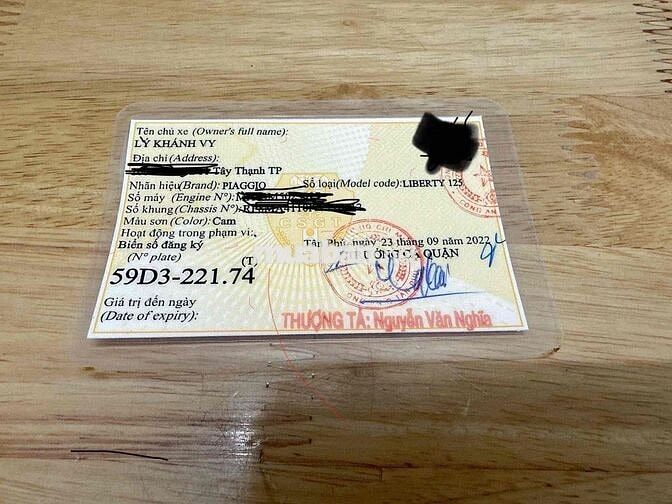 Tên chủ xe (Owner's full name):
LÝ KHÁNH VY
Địa chỉ (Address):
Tây Thạnh TP
Nhãn hiệu(Brand): PIAGGIO Số loại(Model code):LIBERTY 125
Số máy (Engine N°)
Số khung(Chassis N°)
Màu sơn (Color): Cam
Hoạt động trong phạm vi:,
Biển số đăng ký Tân Phú, ngày 23 tháng 09 năm 2022
(N° plate) CA QUẬN
(T)
59D3-221.74
Giá trị đến ngày
(Date of expiry):
THƯỢNG TÁ: Nguyễn Văn Nghĩa